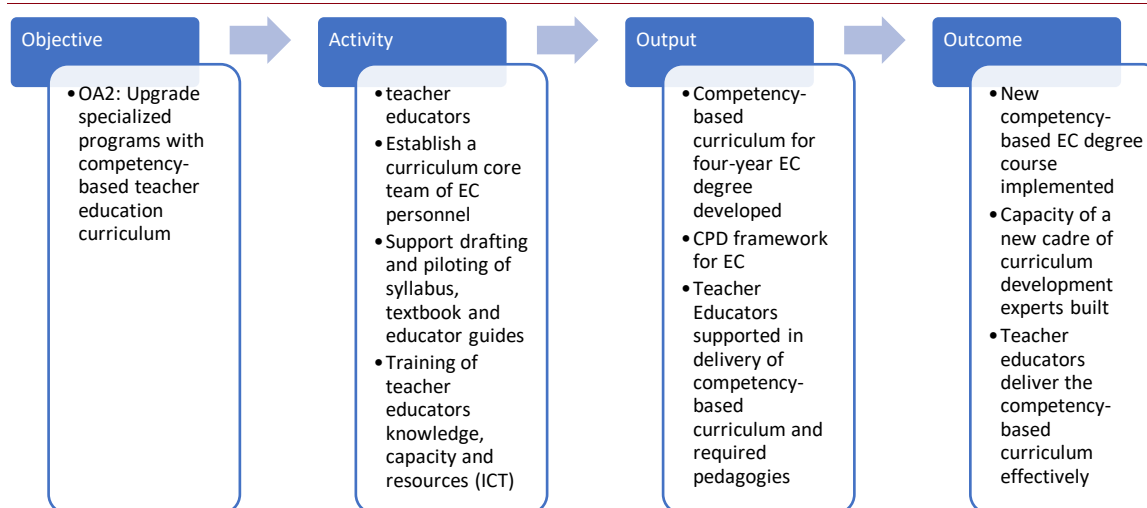 Objective
• OA2: Upgrade
specialized
programs with
competency-
based teacher
education
curriculum
Activity
• teacher
educators
• Establish a
curriculum core
team of EC
personnel
• Support drafting
and piloting of
syllabus,
textbook and
educator guides
• Training of
teacher
educators
knowledge,
capacity and
resources (ICT)
Output
• Competency-
based
curriculum for
four-year EC
degree
developed
• CPD framework
for EC
• Teacher
Educators
supported in
delivery of
competency-
based
curriculum and
required
pedagogies
Outcome
• New
competency-
based EC degree
course
implemented
• Capacity of a
new cadre of
curriculum
development
experts built
• Teacher
educators
deliver the
competency-
based
curriculum
effectively